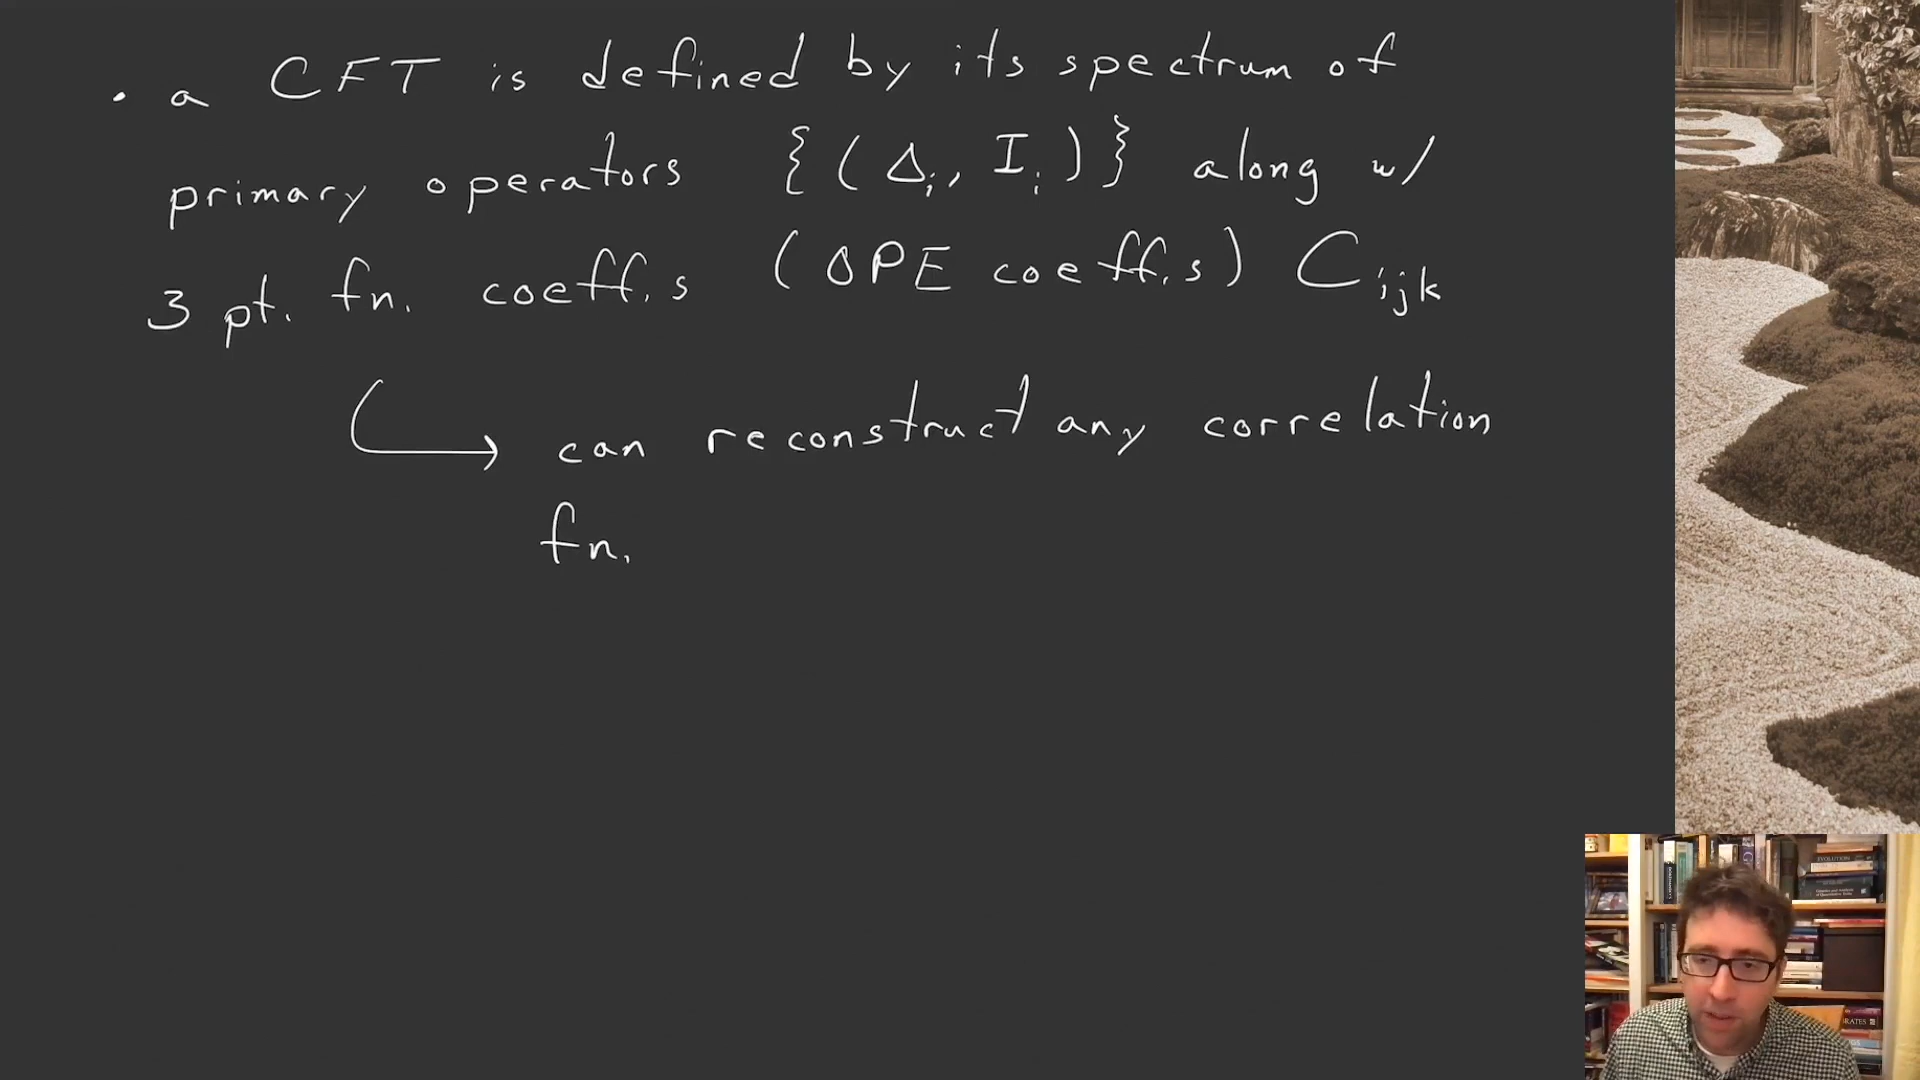 • a CFT is defined by its spectrum of
primary operators {(Δᵢ, Iᵢ)} along w/
3 pt. fn. coeff.s (OPE coeff.s) Cᵢⱼₖ
↳ can reconstruct any correlation
fn.
EVOLUTION